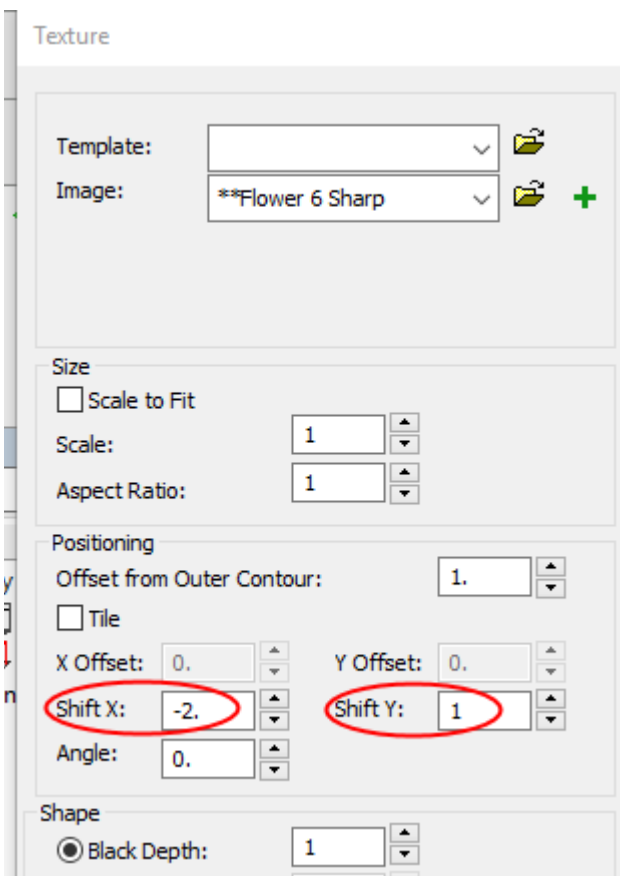 Texture
Template:
Image: **Flower 6 Sharp
Size
Scale to Fit
Scale: 1
Aspect Ratio: 1
Positioning
Offset from Outer Contour: 1.
Tile
X Offset: 0. Y Offset: 0.
Shift X: -2. Shift Y: 1
Angle: 0.
Shape
Black Depth: 1
y
n